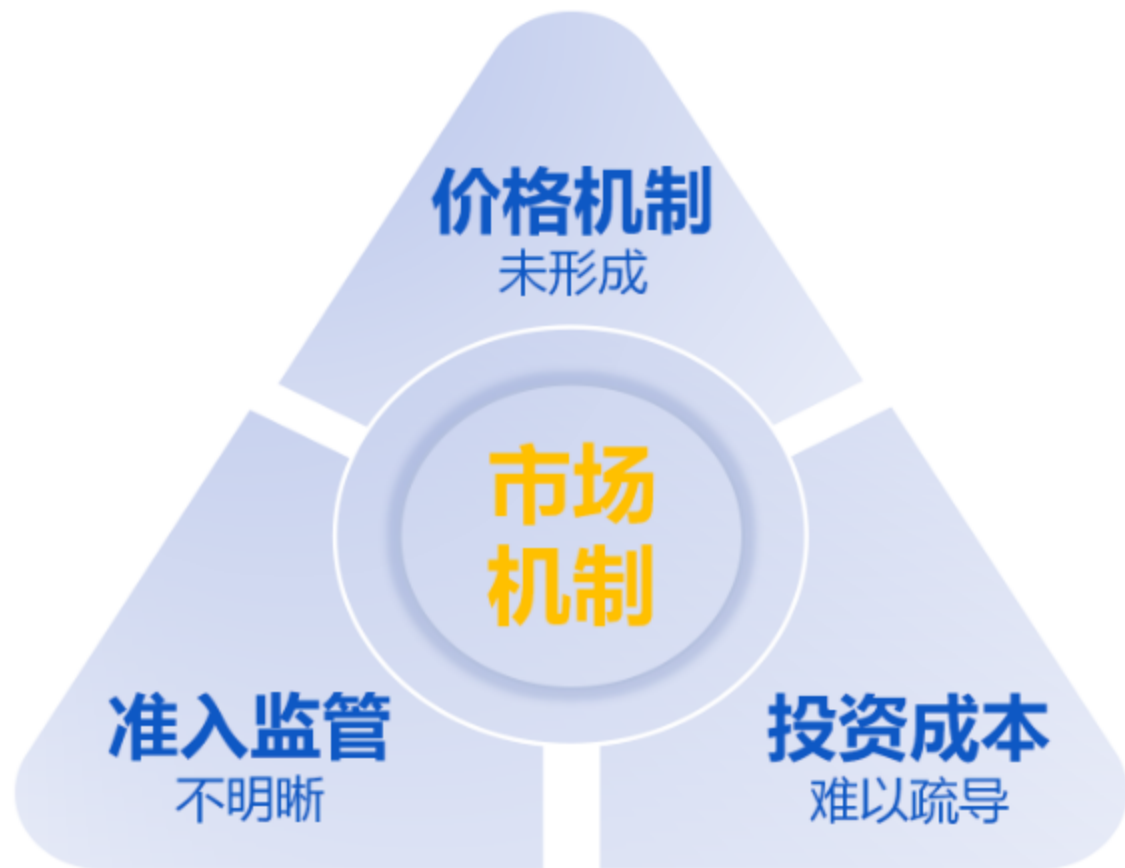 价格机制
未形成
市场
机制
准入监管
不明晰
投资成本
难以疏导